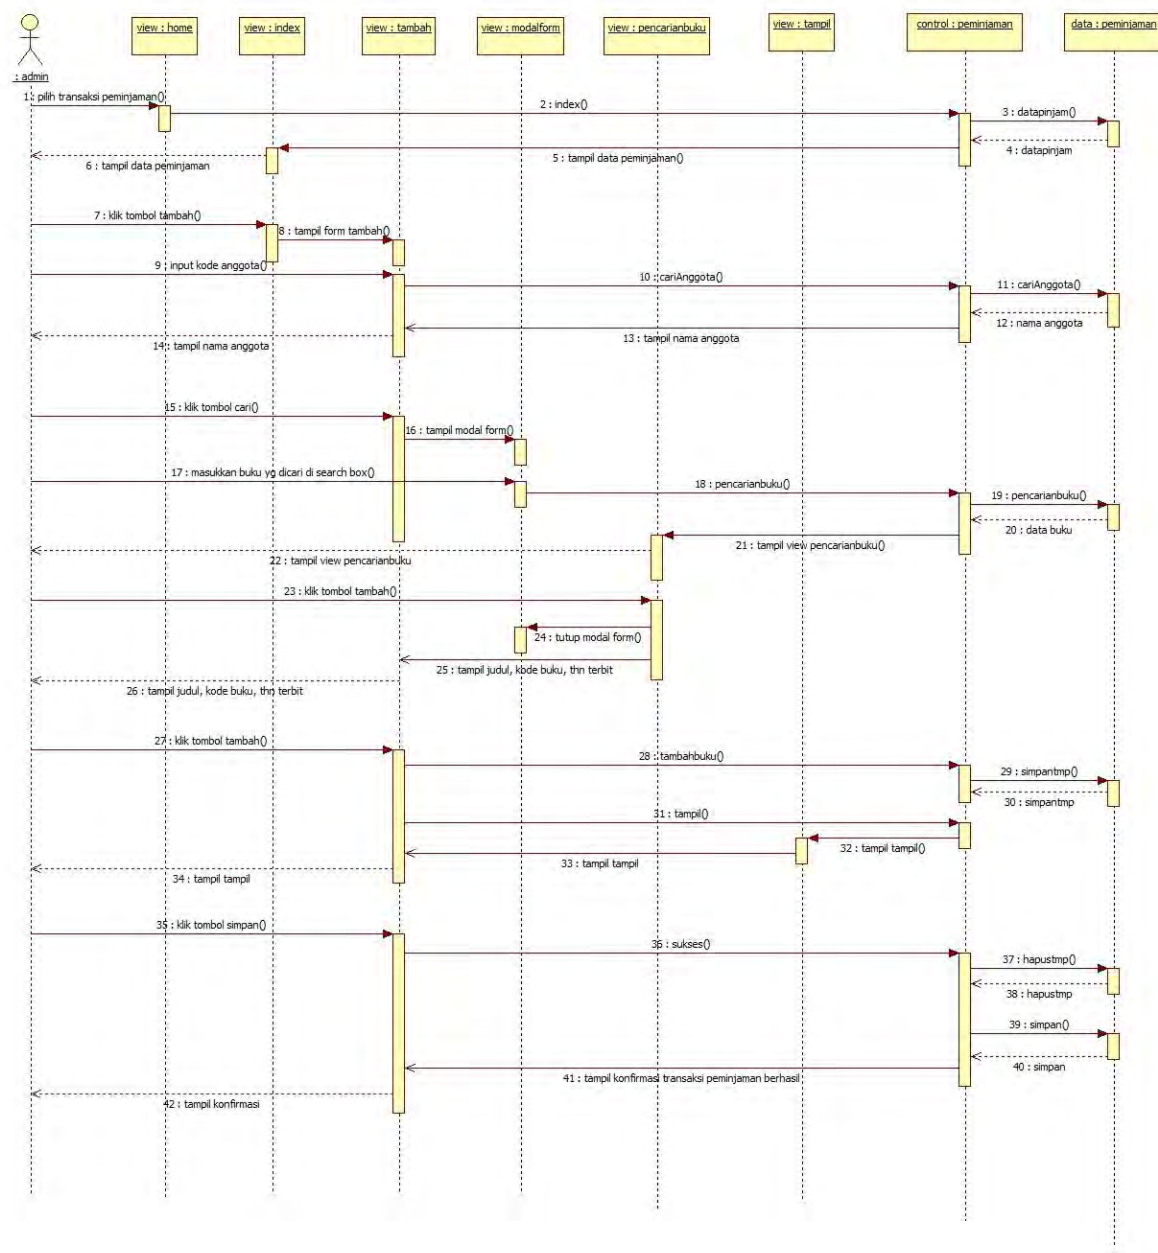 view : home
view : index
view : tambah
view : modalform
view : pencarianbuku
view : tampil
control : peminjaman
data : peminjaman
: admin
1 : pilih transaksi peminjaman()
2 : index()
3 : datapinjam()
4 : datapinjam
5 : tampil data peminjaman()
6 : tampil data peminjaman
7 : klik tombol tambah()
8 : tampil form tambah()
9 : input kode anggota()
10 : cariAnggota()
11 : cariAnggota()
12 : nama anggota
13 : tampil nama anggota
14 : tampil nama anggota
15 : klik tombol cari()
16 : tampil modal form()
17 : masukkan buku yg dicari di search box()
18 : pencarianbuku()
19 : pencarianbuku()
20 : data buku
21 : tampil view pencarianbuku()
22 : tampil view pencarianbuku
23 : klik tombol tambah()
24 : tutup modal form()
25 : tampil judul, kode buku, thn terbit
26 : tampil judul, kode buku, thn terbit
27 : klik tombol tambah()
28 : tambahbuku()
29 : simpantmp()
30 : simpantmp
31 : tampil()
32 : tampil tampil()
33 : tampil tampil
34 : tampil tampil
35 : klik tombol simpan()
36 : sukses()
37 : hapustmp()
38 : hapustmp
39 : simpan()
40 : simpan
41 : tampil konfirmasi transaksi peminjaman berhasil
42 : tampil konfirmasi